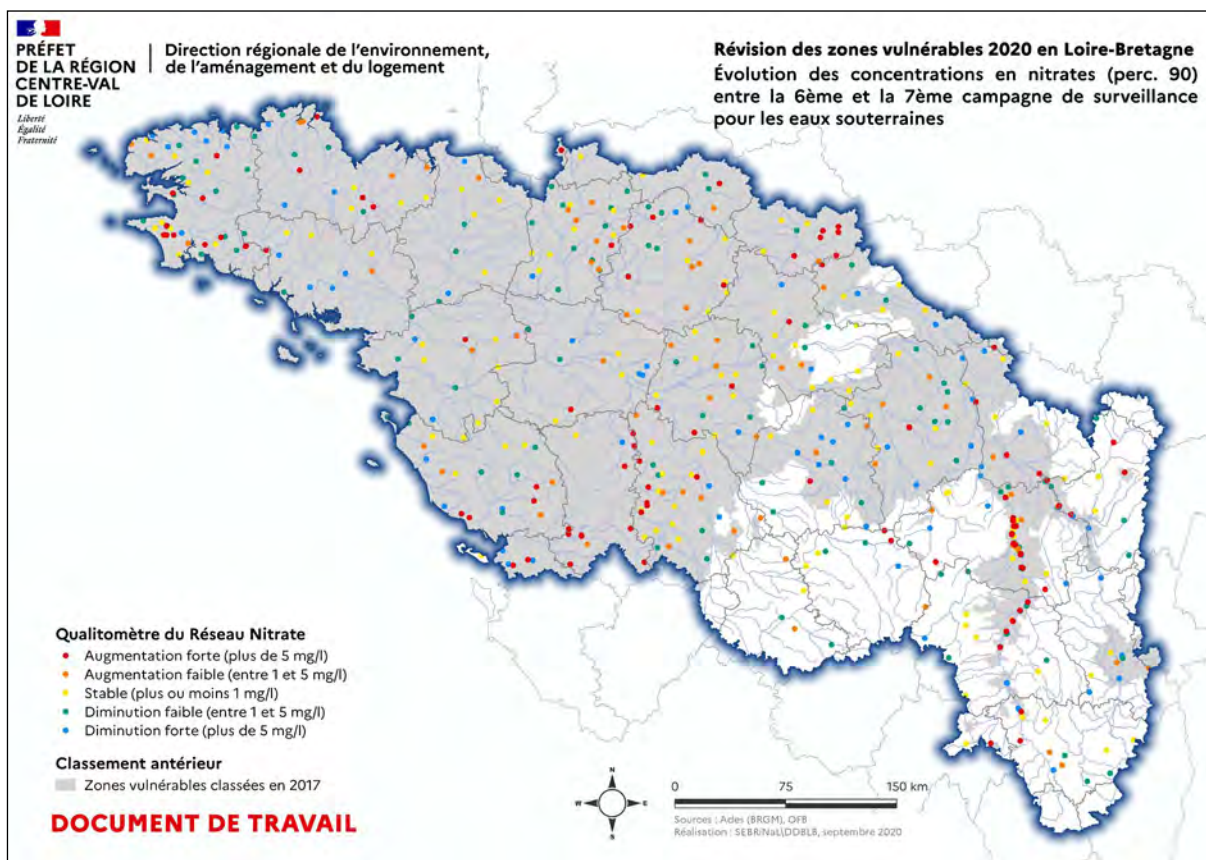 PRÉFET
DE LA RÉGION
CENTRE-VAL
DE LOIRE
Liberté
Égalité
Fraternité
Direction régionale de l'environnement,
de l'aménagement et du logement
Révision des zones vulnérables 2020 en Loire-Bretagne
Évolution des concentrations en nitrates (perc. 90)
entre la 6ème et la 7ème campagne de surveillance
pour les eaux souterraines
Qualitomètre du Réseau Nitrate
Augmentation forte (plus de 5 mg/l)
Augmentation faible (entre 1 et 5 mg/l)
Stable (plus ou moins 1 mg/l)
Diminution faible (entre 1 et 5 mg/l)
Diminution forte (plus de 5 mg/l)
Classement antérieur
Zones vulnérables classées en 2017
DOCUMENT DE TRAVAIL
N
W E
S
0 75 150 km
Sources : Ades (BRGM), OFB
Réalisation : SEBRiNaL\DDBLB, septembre 2020